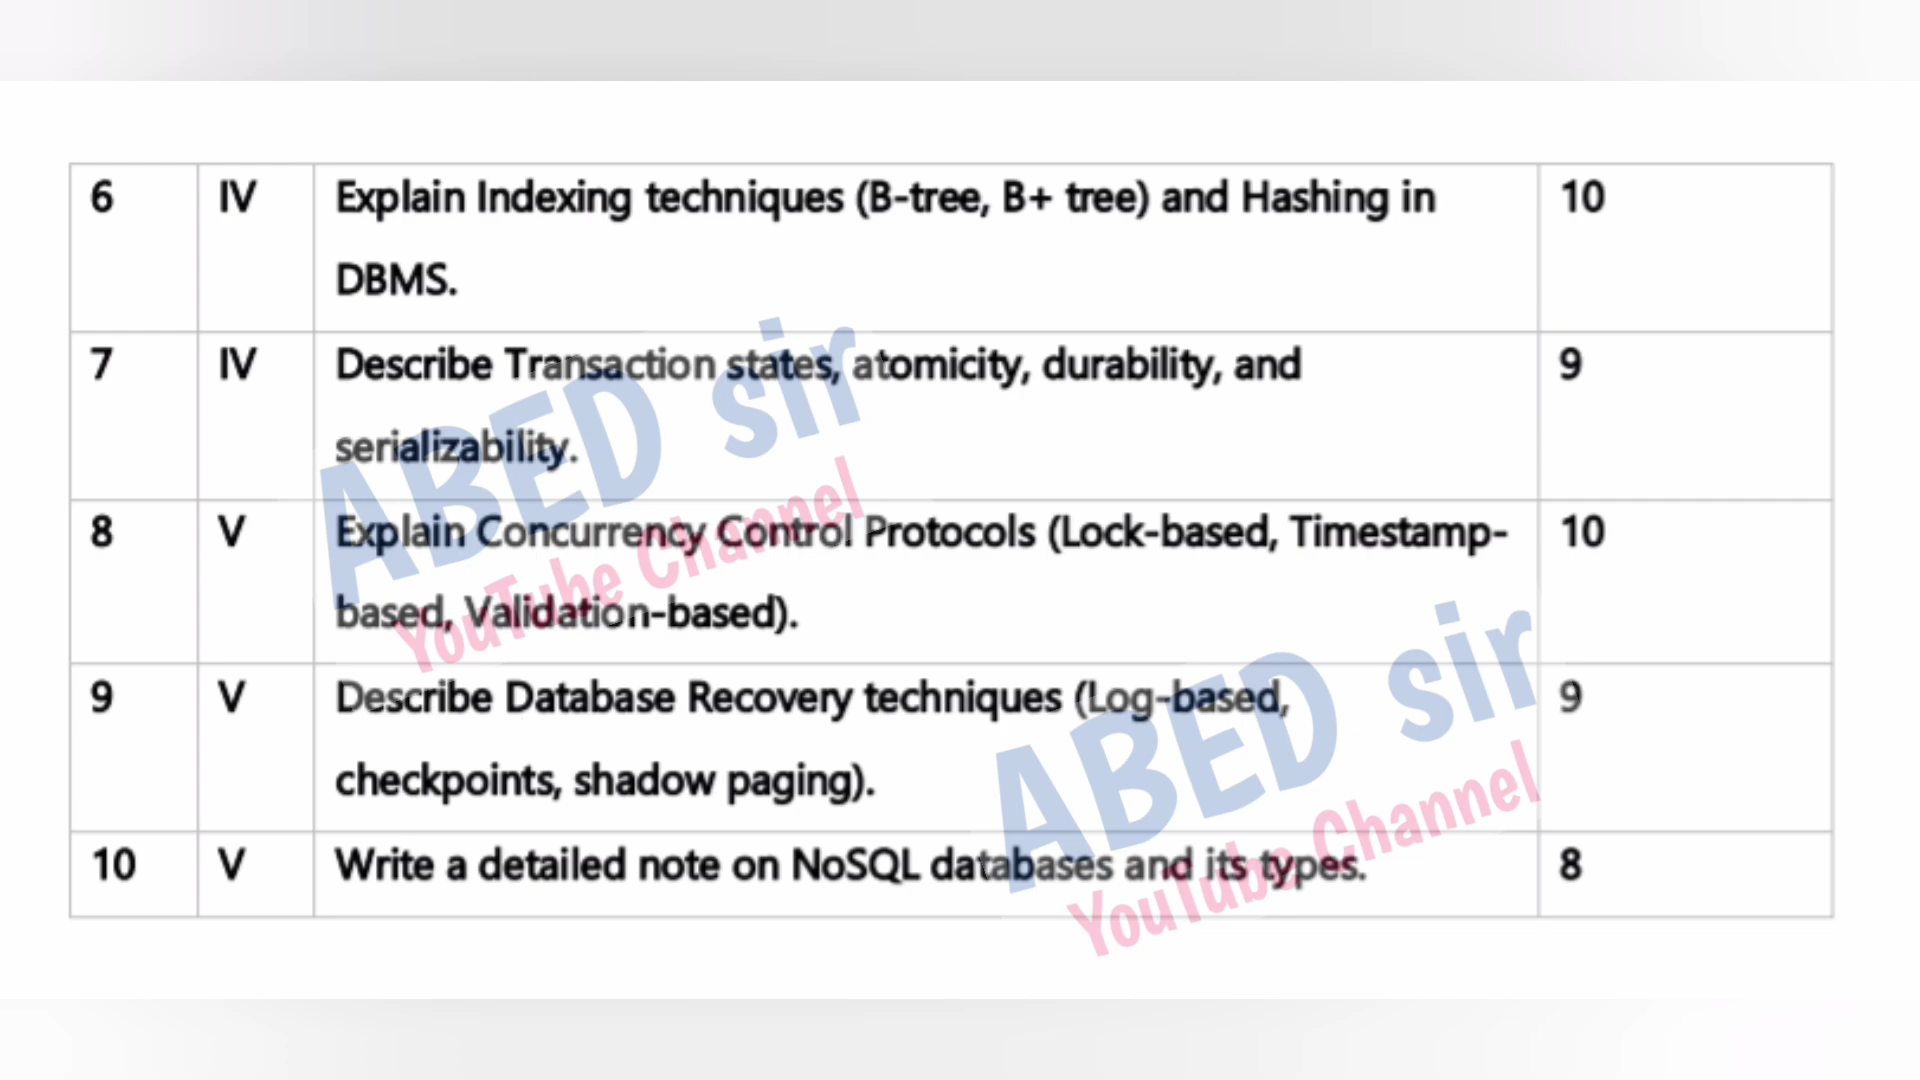 6 IV Explain Indexing techniques (B-tree, B+ tree) and Hashing in 10
DBMS.
7 IV Describe Transaction states, atomicity, durability, and 9
serializability.
8 V Explain Concurrency Control Protocols (Lock-based, Timestamp- 10
based, Validation-based).
9 V Describe Database Recovery techniques (Log-based, 9
checkpoints, shadow paging).
10 V Write a detailed note on NoSQL databases and its types. 8
ABED sir
YouTube Channel
ABED sir
YouTube Channel